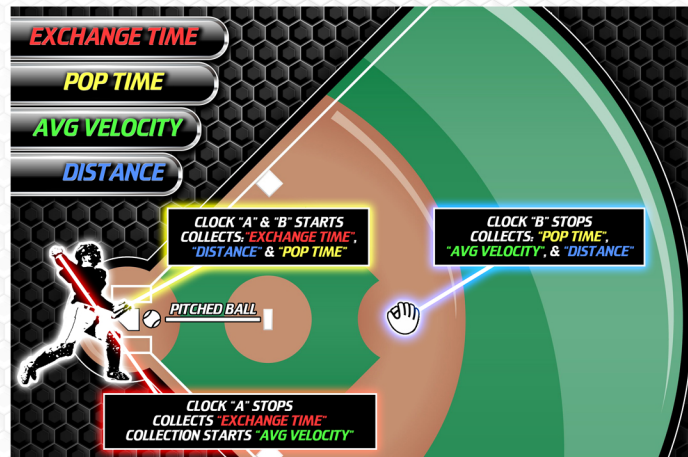 EXCHANGE TIME
POP TIME
AVG VELOCITY
DISTANCE
CLOCK "A" & "B" STARTS
COLLECTS: "EXCHANGE TIME",
"DISTANCE" & "POP TIME"
CLOCK "B" STOPS
COLLECTS: "POP TIME",
"AVG VELOCITY", & "DISTANCE"
PITCHED BALL
CLOCK "A" STOPS
COLLECTS "EXCHANGE TIME"
COLLECTION STARTS "AVG VELOCITY"